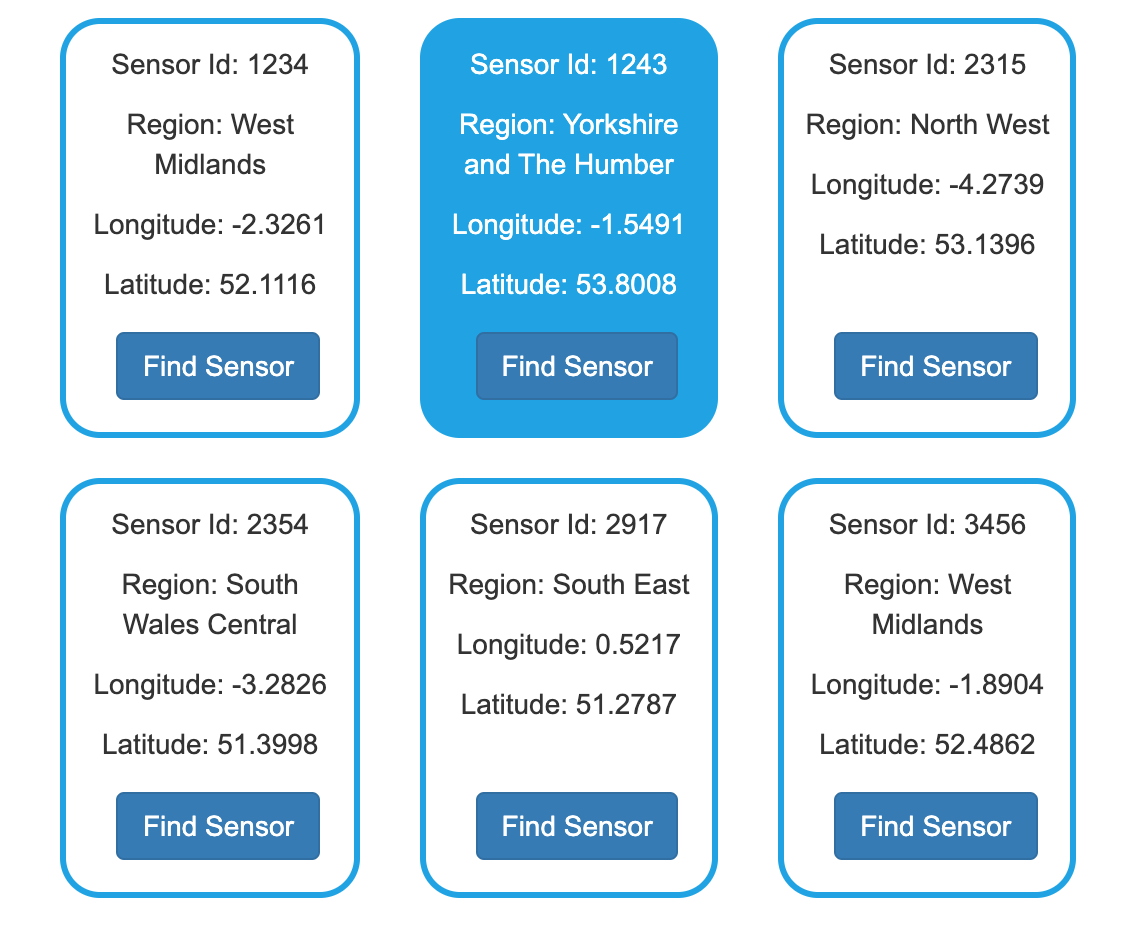 Sensor Id: 1234
Region: West
Midlands
Longitude: -2.3261
Latitude: 52.1116
Find Sensor
Sensor Id: 1243
Region: Yorkshire
and The Humber
Longitude: -1.5491
Latitude: 53.8008
Find Sensor
Sensor Id: 2315
Region: North West
Longitude: -4.2739
Latitude: 53.1396
Find Sensor
Sensor Id: 2354
Region: South
Wales Central
Longitude: -3.2826
Latitude: 51.3998
Find Sensor
Sensor Id: 2917
Region: South East
Longitude: 0.5217
Latitude: 51.2787
Find Sensor
Sensor Id: 3456
Region: West
Midlands
Longitude: -1.8904
Latitude: 52.4862
Find Sensor